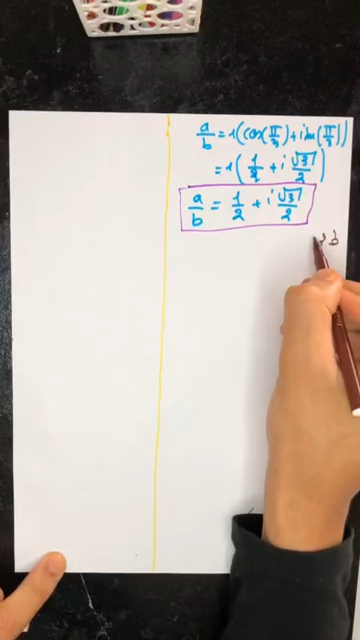 a/b = 1(cos(π/3) + i sin(π/3))
= 1(1/2 + i √3/2)
a/b = 1/2 + i √3/2